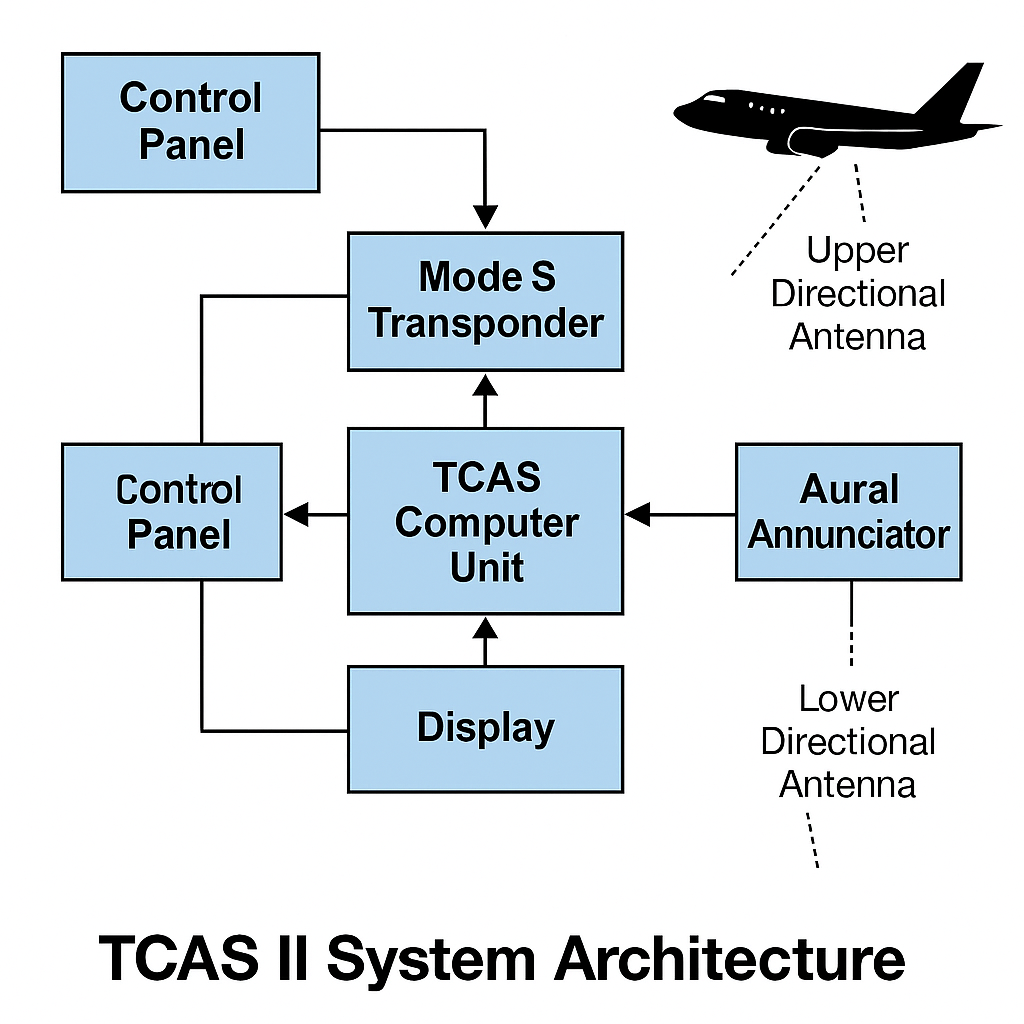 Control
Panel
Mode S
Transponder
Upper
Directional
Antenna
Control
Panel
TCAS
Computer
Unit
Aural
Annunciator
Display
Lower
Directional
Antenna
TCAS II System Architecture